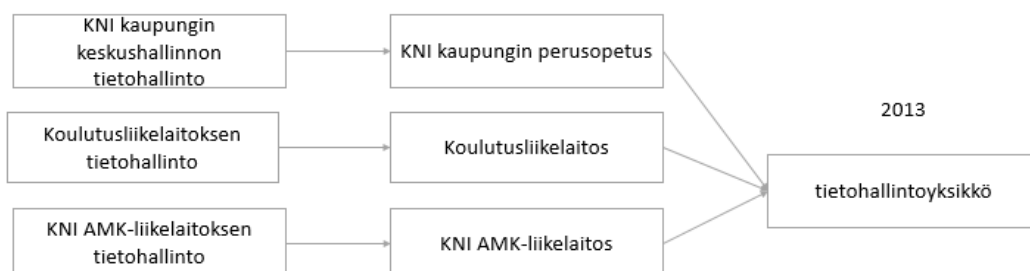 KNI kaupungin
keskushallinnon
tietohallinto
KNI kaupungin perusopetus
2013
Koulutusliikelaitoksen
tietohallinto
Koulutusliikelaitos
tietohallintoyksikkö
KNI AMK-liikelaitoksen
tietohallinto
KNI AMK-liikelaitos